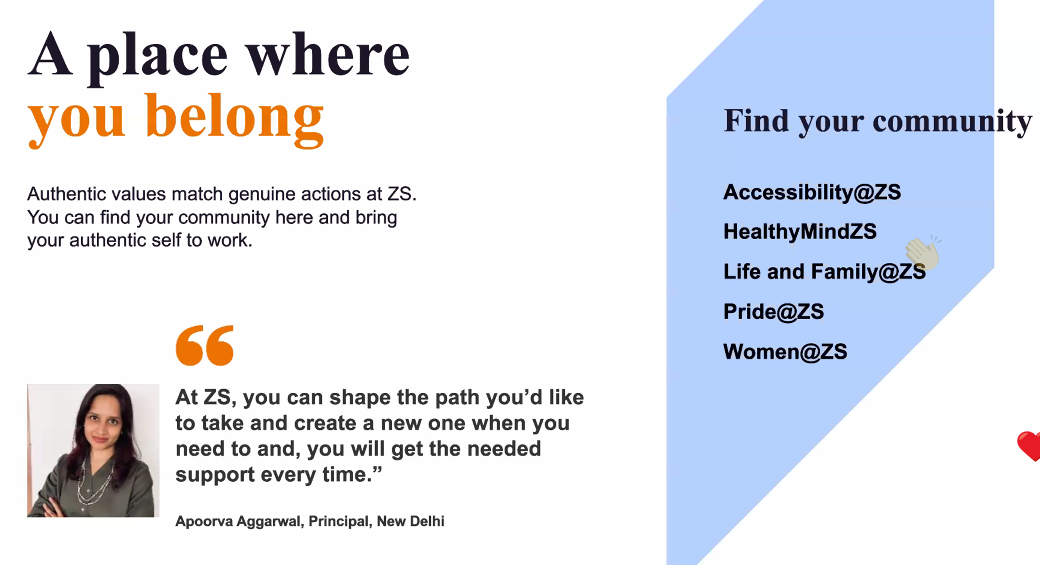 A place where
you belong
Authentic values match genuine actions at ZS.
You can find your community here and bring
your authentic self to work.
“
At ZS, you can shape the path you’d like
to take and create a new one when you
need to and, you will get the needed
support every time.”
Apoorva Aggarwal, Principal, New Delhi
Find your community
Accessibility@ZS
HealthyMindZS
Life and Family@ZS
Pride@ZS
Women@ZS